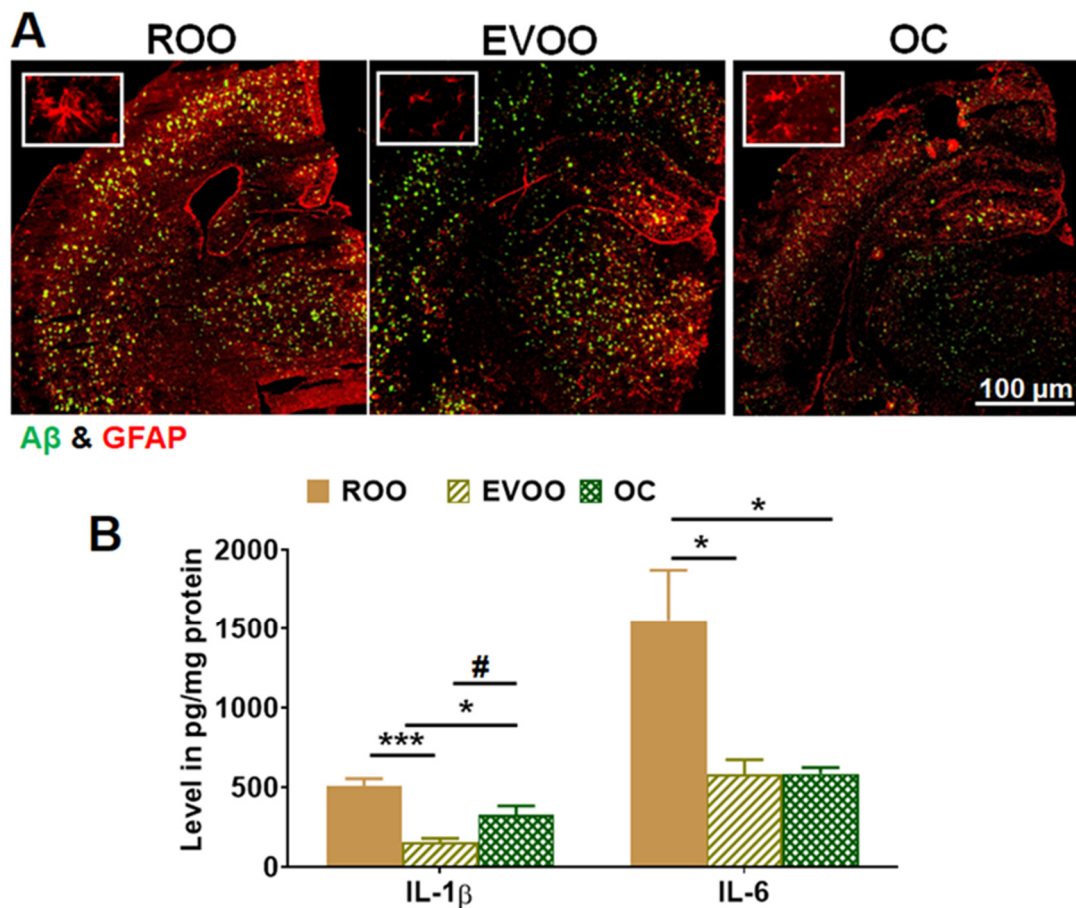 A
ROO EVOO OC
100 µm
Aβ & GFAP
ROO EVOO OC
B
Level in pg/mg protein
2000
1500
1000
500
0
*** * #
* *
IL-1β IL-6